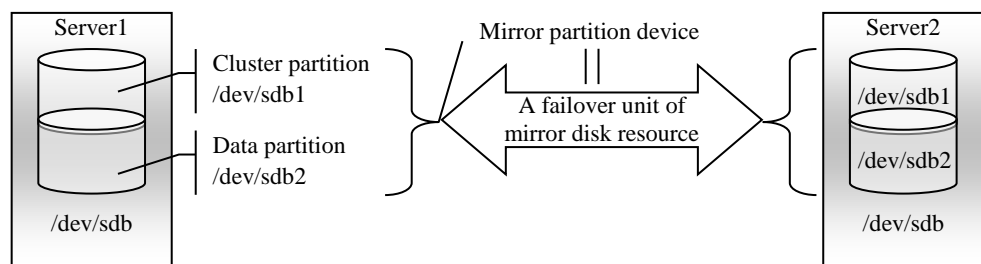 Server1
Cluster partition
/dev/sdb1
Data partition
/dev/sdb2
/dev/sdb
Mirror partition device
A failover unit of
mirror disk resource
Server2
/dev/sdb1
/dev/sdb2
/dev/sdb